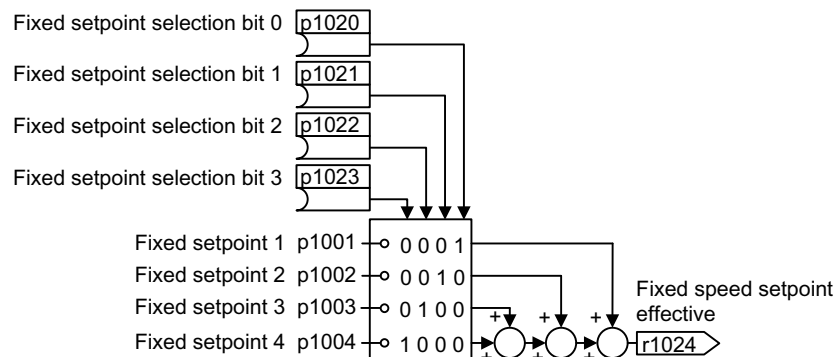 Fixed setpoint selection bit 0 p1020
Fixed setpoint selection bit 1 p1021
Fixed setpoint selection bit 2 p1022
Fixed setpoint selection bit 3 p1023
Fixed setpoint 1 p1001 0 0 0 1
Fixed setpoint 2 p1002 0 0 1 0
Fixed setpoint 3 p1003 0 1 0 0
Fixed setpoint 4 p1004 1 0 0 0
+ + +
+ + +
Fixed speed setpoint
effective
r1024